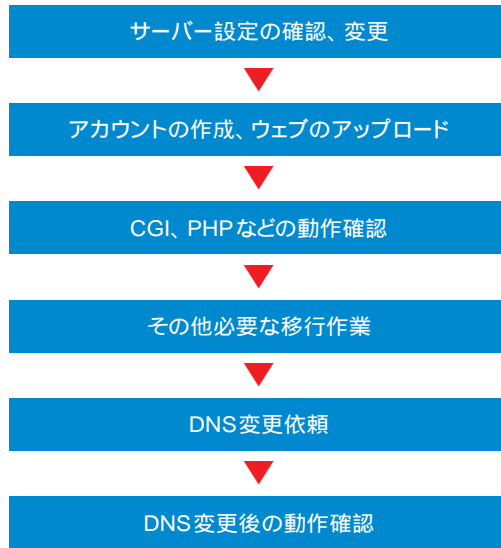 サーバー設定の確認、変更
アカウントの作成、ウェブのアップロード
CGI、PHPなどの動作確認
その他必要な移行作業
DNS変更依頼
DNS変更後の動作確認